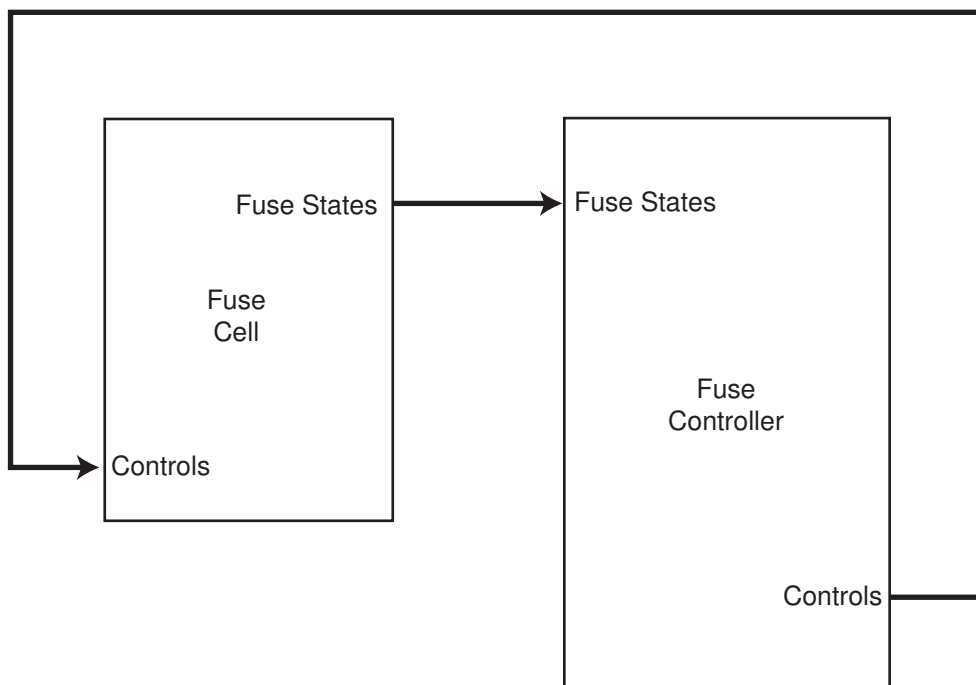 Fuse States
Fuse
Cell
Controls
Fuse States
Fuse
Controller
Controls